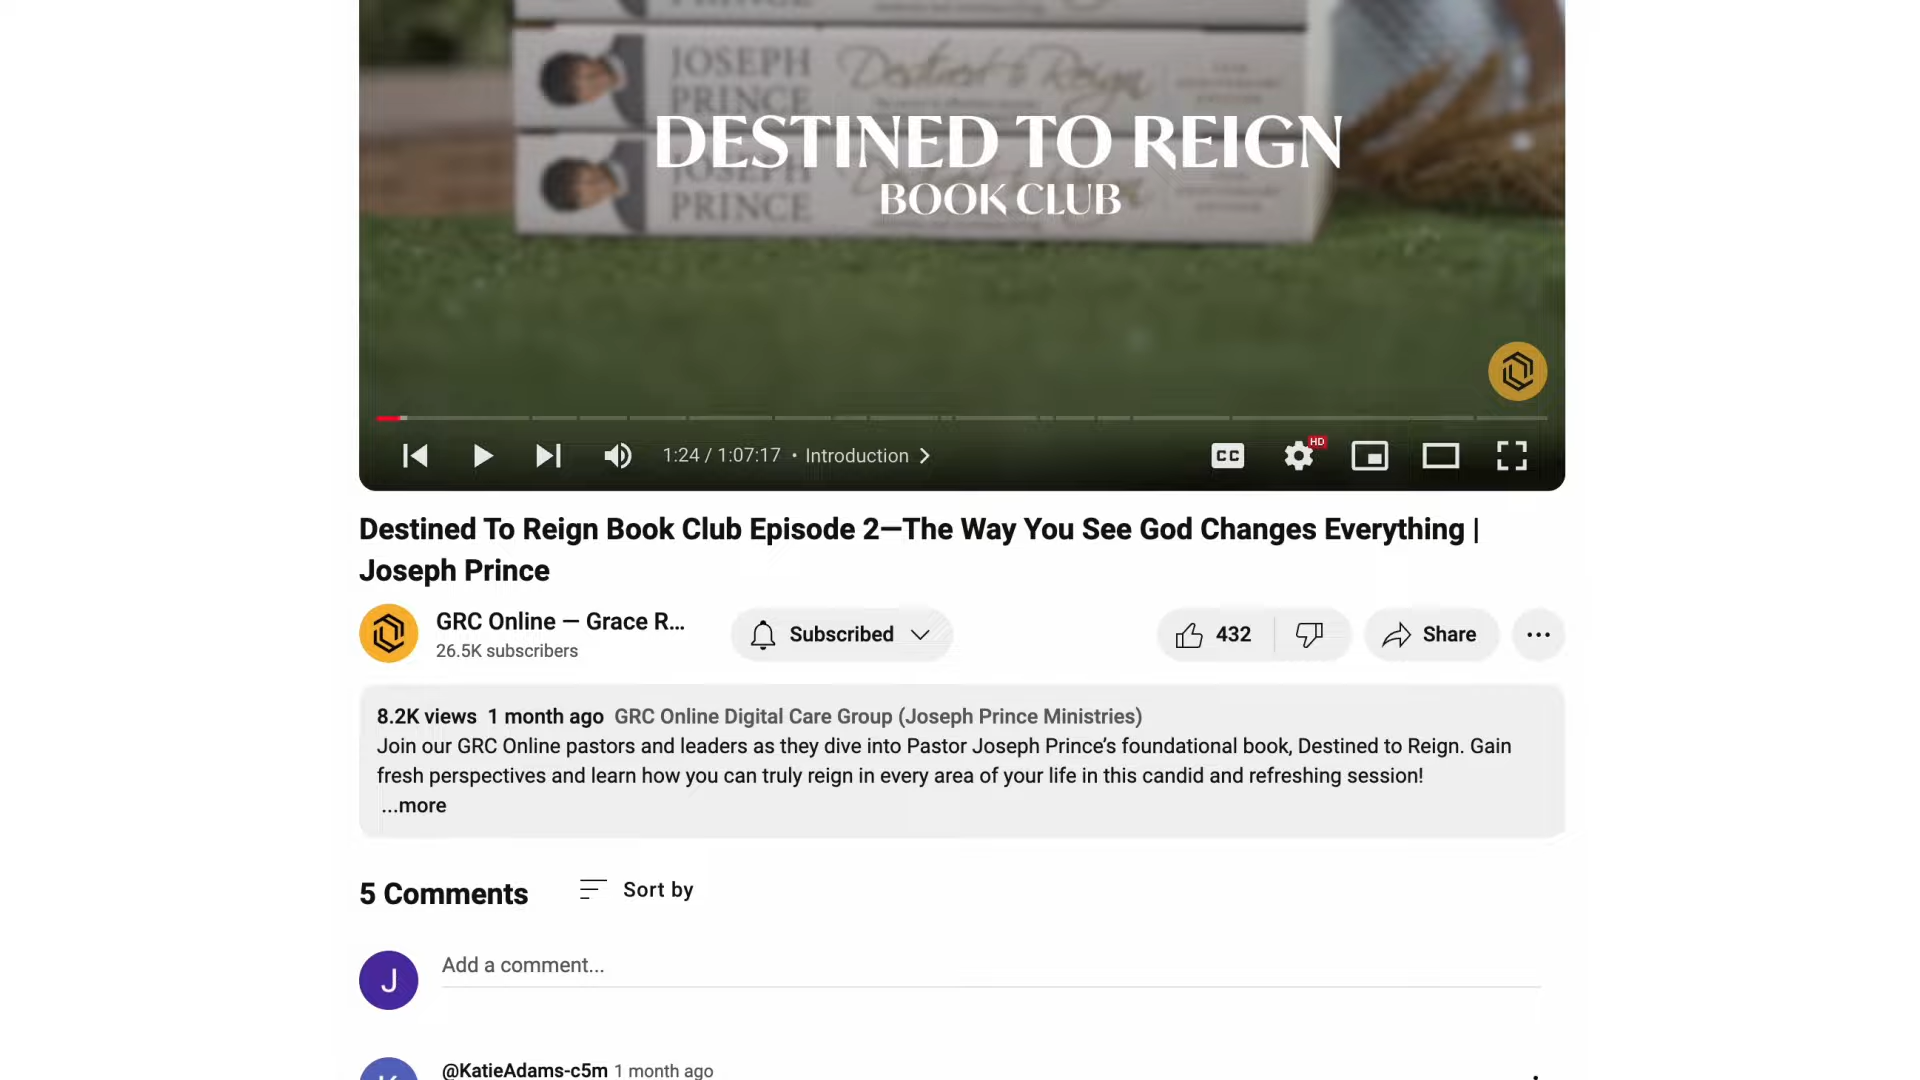 JOSEPH
PRINCE
Destined to Reign
DESTINED TO REIGN
BOOK CLUB
JOSEPH
PRINCE
1:24 / 1:07:17 • Introduction
CC
HD
Destined To Reign Book Club Episode 2—The Way You See God Changes Everything |
Joseph Prince
GRC Online — Grace R...
26.5K subscribers
Subscribed
432
Share
8.2K views 1 month ago GRC Online Digital Care Group (Joseph Prince Ministries)
Join our GRC Online pastors and leaders as they dive into Pastor Joseph Prince’s foundational book, Destined to Reign. Gain
fresh perspectives and learn how you can truly reign in every area of your life in this candid and refreshing session!
...more
5 Comments
Sort by
J
Add a comment...
@KatieAdams-c5m 1 month ago